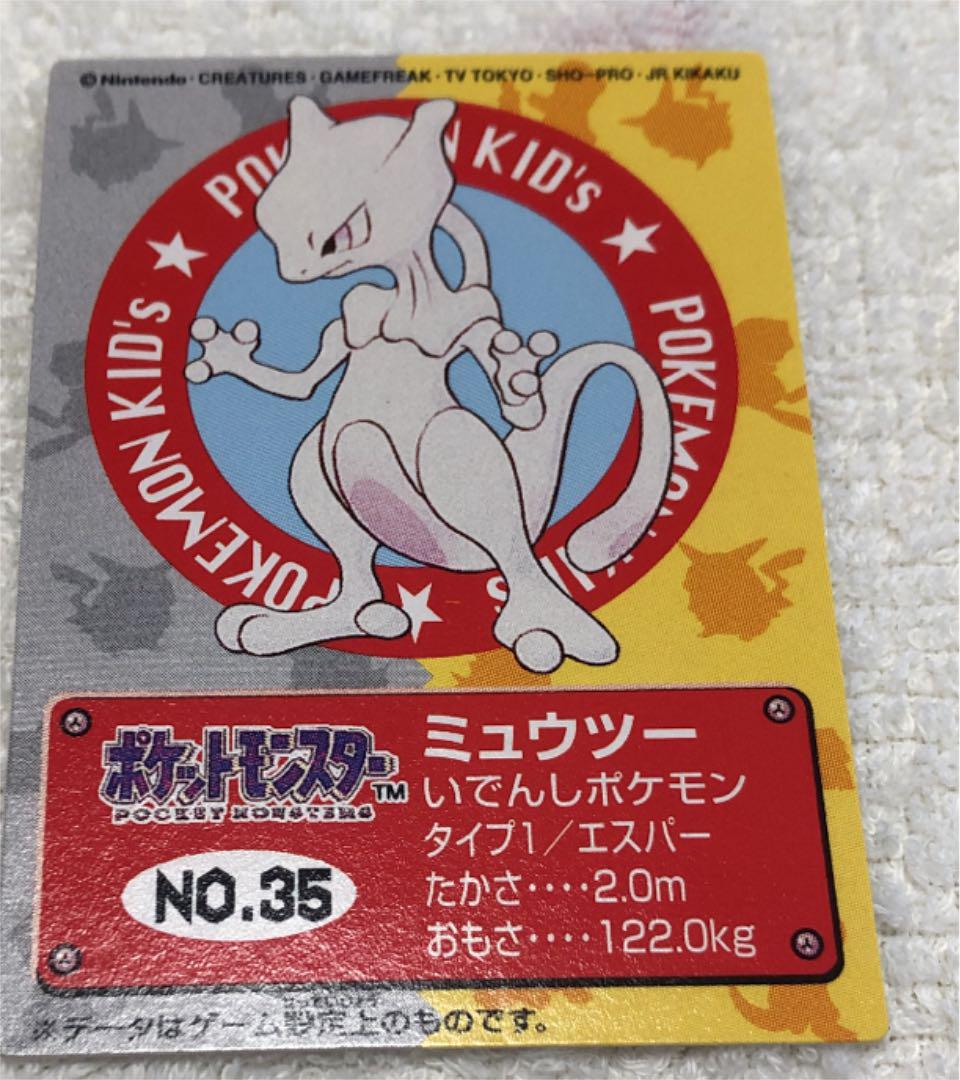 ©Nintendo・CREATURES・GAMEFREAK・TV TOKYO・SHO-PRO・JR KIKAKU
POKEMON KID's
POKEMON
POKEMON KID's
ポケットモンスター™
POCKET MONSTERS
NO.35
ミュウツー
いでんしポケモン
タイプ1/エスパー
たかさ‥‥2.0m
おもさ‥‥122.0kg
※データはゲーム設定上のものです。